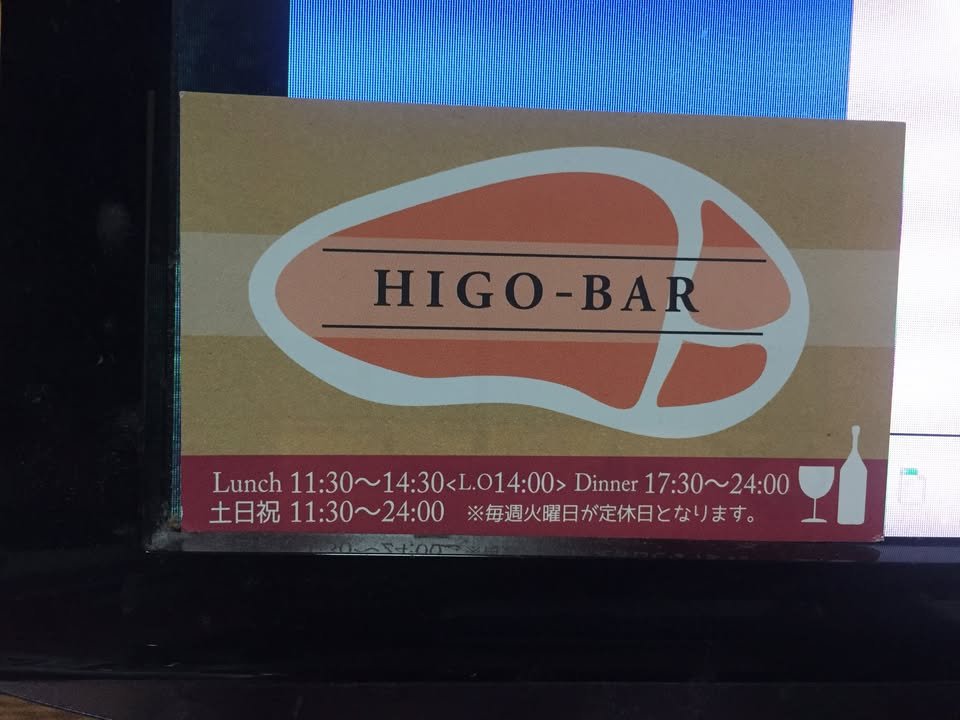 HIGO-BAR
Lunch 11:30～14:30<L.O14:00> Dinner 17:30～24:00
土日祝 11:30～24:00 ※毎週火曜日が定休日となります。